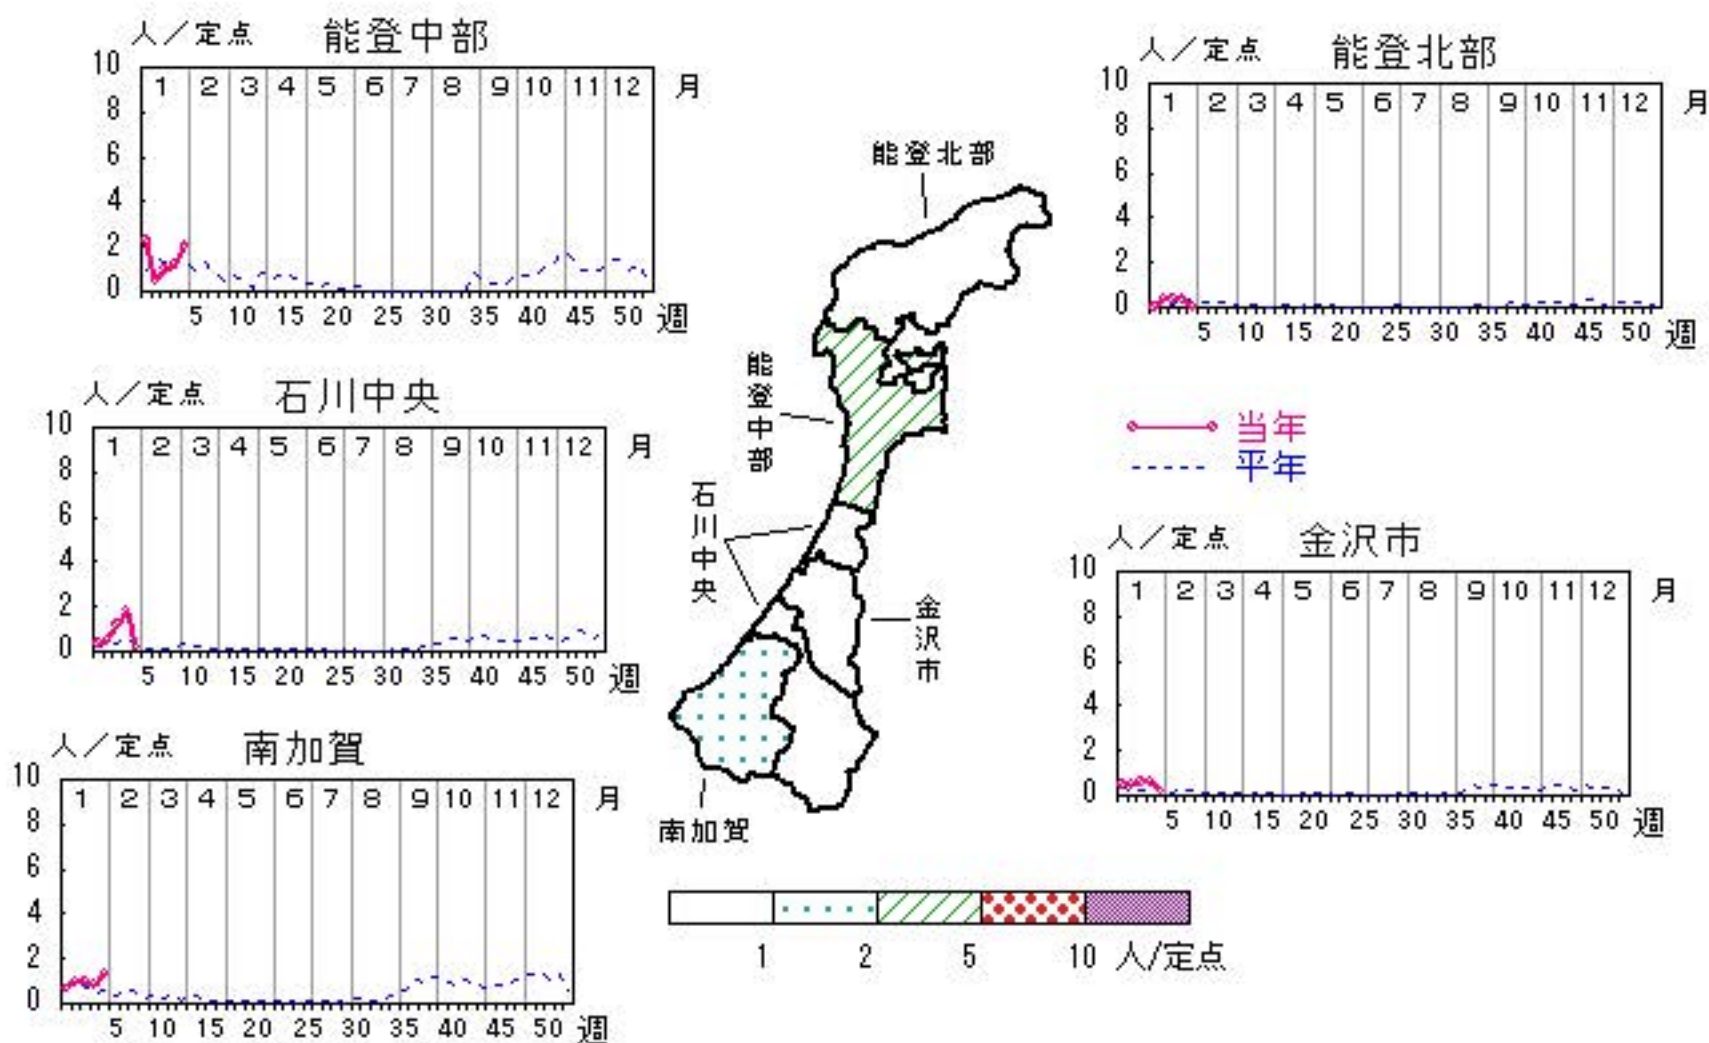 人／定点 能登中部
10 8 6 4 2 0
1 2 3 4 5 6 7 8 9 10 11 12 月
5 10 15 20 25 30 35 40 45 50 週
人／定点 能登北部
10 8 6 4 2 0
1 2 3 4 5 6 7 8 9 10 11 12 月
5 10 15 20 25 30 35 40 45 50 週
能登北部
能登中部
石川中央
金沢市
南加賀
人／定点 石川中央
10 8 6 4 2 0
1 2 3 4 5 6 7 8 9 10 11 12 月
5 10 15 20 25 30 35 40 45 50 週
当年
平年
人／定点 金沢市
10 8 6 4 2 0
1 2 3 4 5 6 7 8 9 10 11 12 月
5 10 15 20 25 30 35 40 45 50 週
人／定点 南加賀
10 8 6 4 2 0
1 2 3 4 5 6 7 8 9 10 11 12 月
5 10 15 20 25 30 35 40 45 50 週
1 2 5 10 人/定点